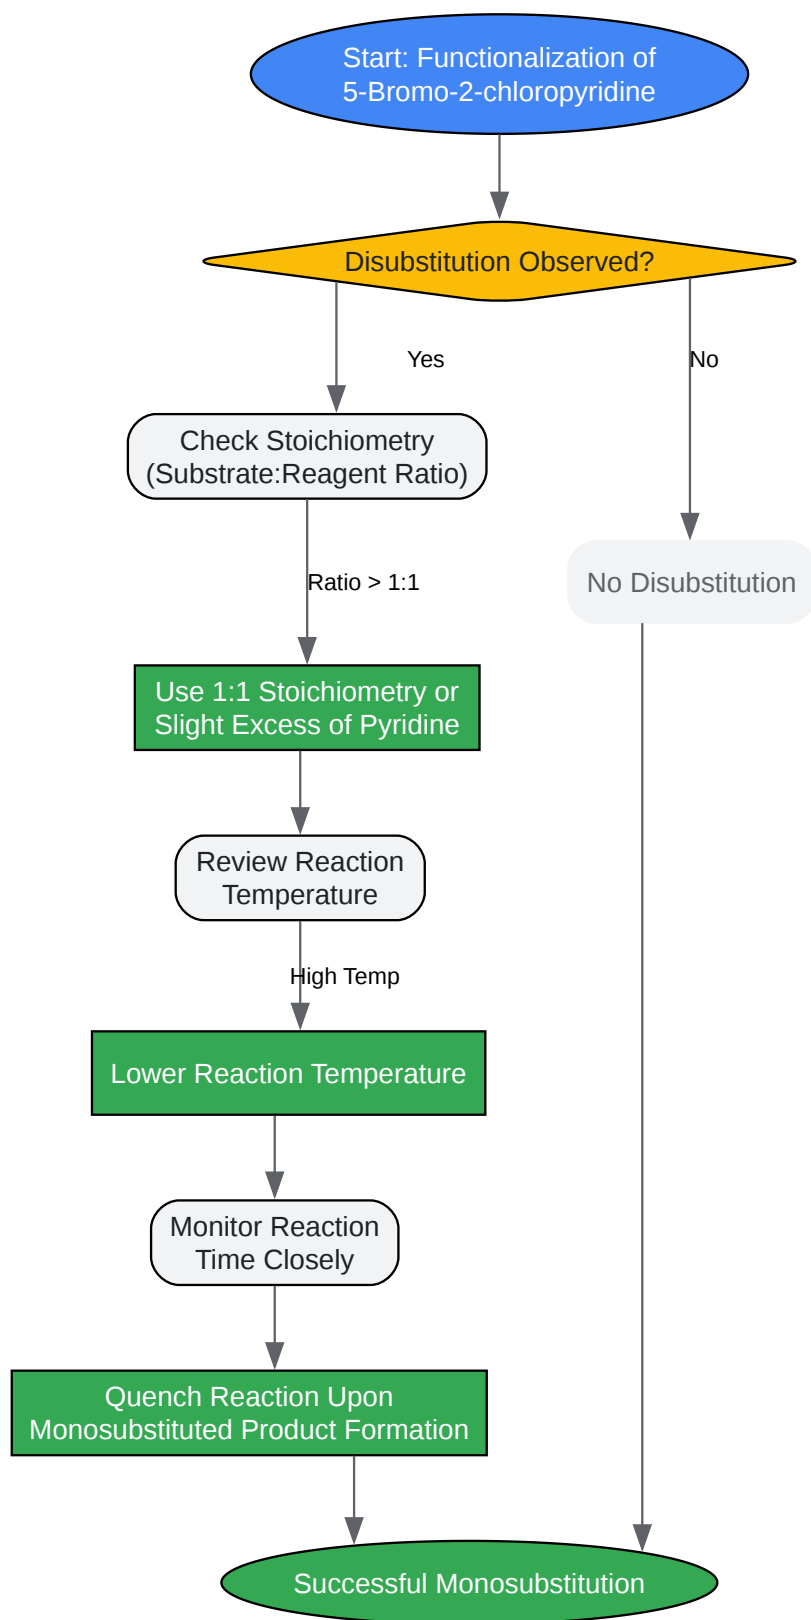 Start: Functionalization of
5-Bromo-2-chloropyridine
Disubstitution Observed?
Yes
No
Check Stoichiometry
(Substrate:Reagent Ratio)
Ratio > 1:1
No Disubstitution
Use 1:1 Stoichiometry or
Slight Excess of Pyridine
Review Reaction
Temperature
High Temp
Lower Reaction Temperature
Monitor Reaction
Time Closely
Quench Reaction Upon
Monosubstituted Product Formation
Successful Monosubstitution